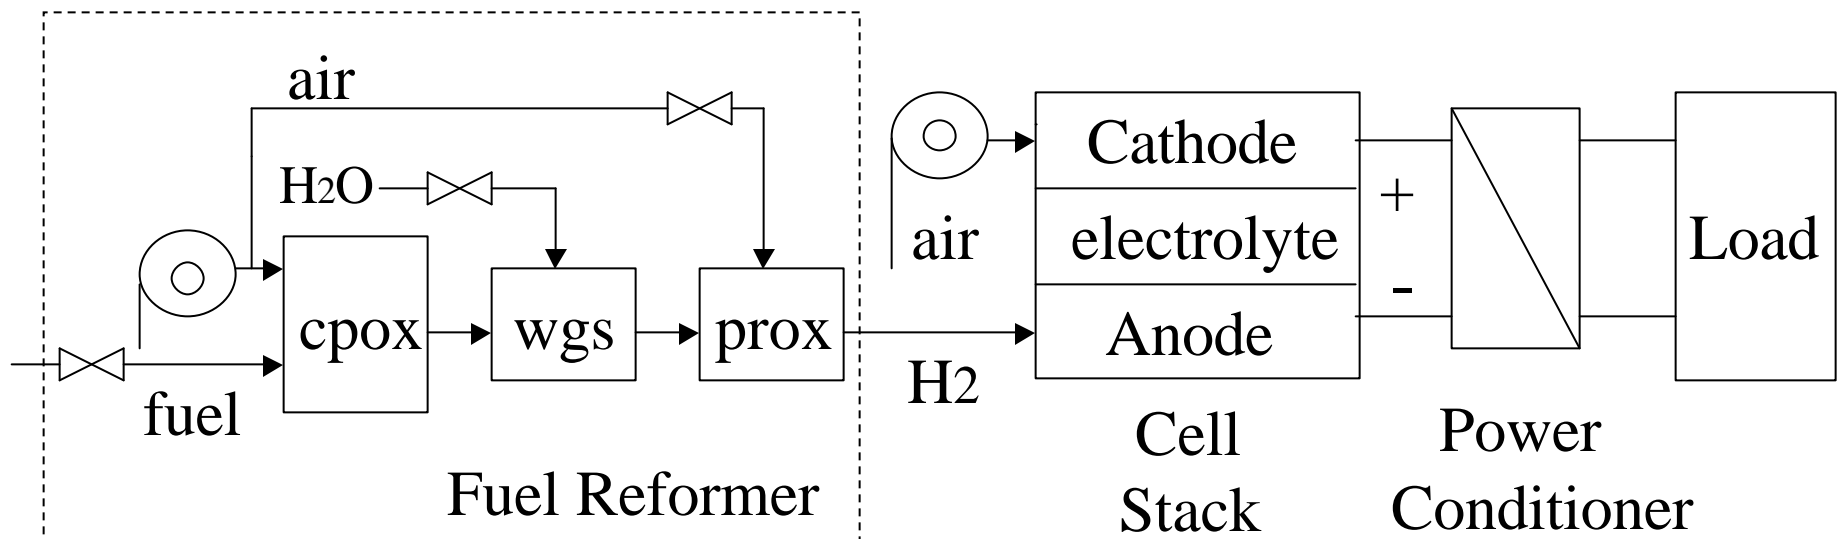 air
H2O
fuel
cpox
wgs
prox
Fuel Reformer
H2
air
Cathode
electrolyte
Anode
+
-
Cell
Stack
Power
Conditioner
Load